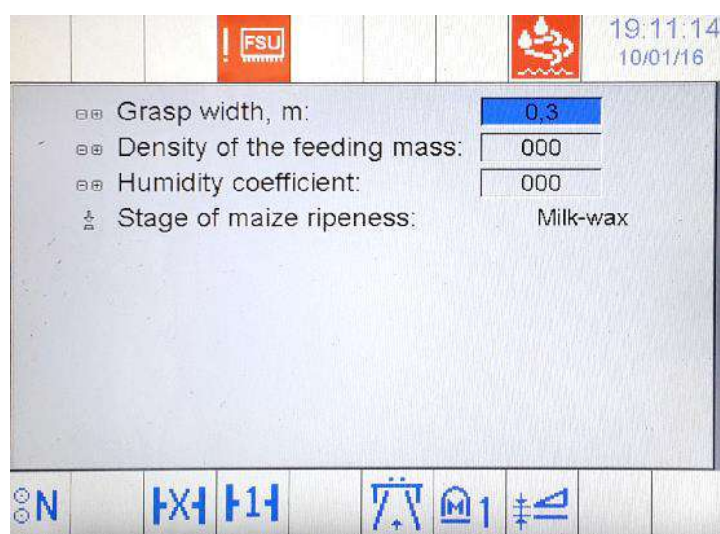 ! FSU
19:11:14
10/01/16
Grasp width, m: 0,3
Density of the feeding mass: 000
Humidity coefficient: 000
Stage of maize ripeness: Milk-wax
N X 1 M 1